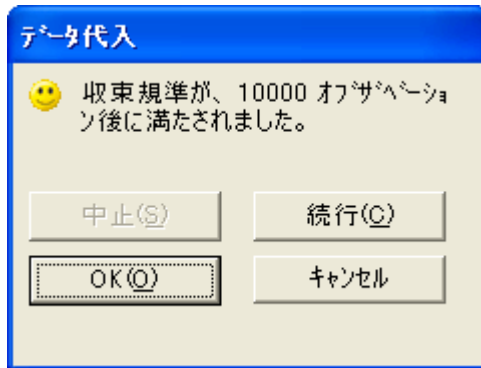 ﾃﾞｰﾀ代入
収束規準が、 10000 ｵﾌﾞｻﾞﾍﾞｰｼｮ
ﾝ後に満たされました。
中止(S)
続行(C)
OK(O)
ｷｬﾝｾﾙ